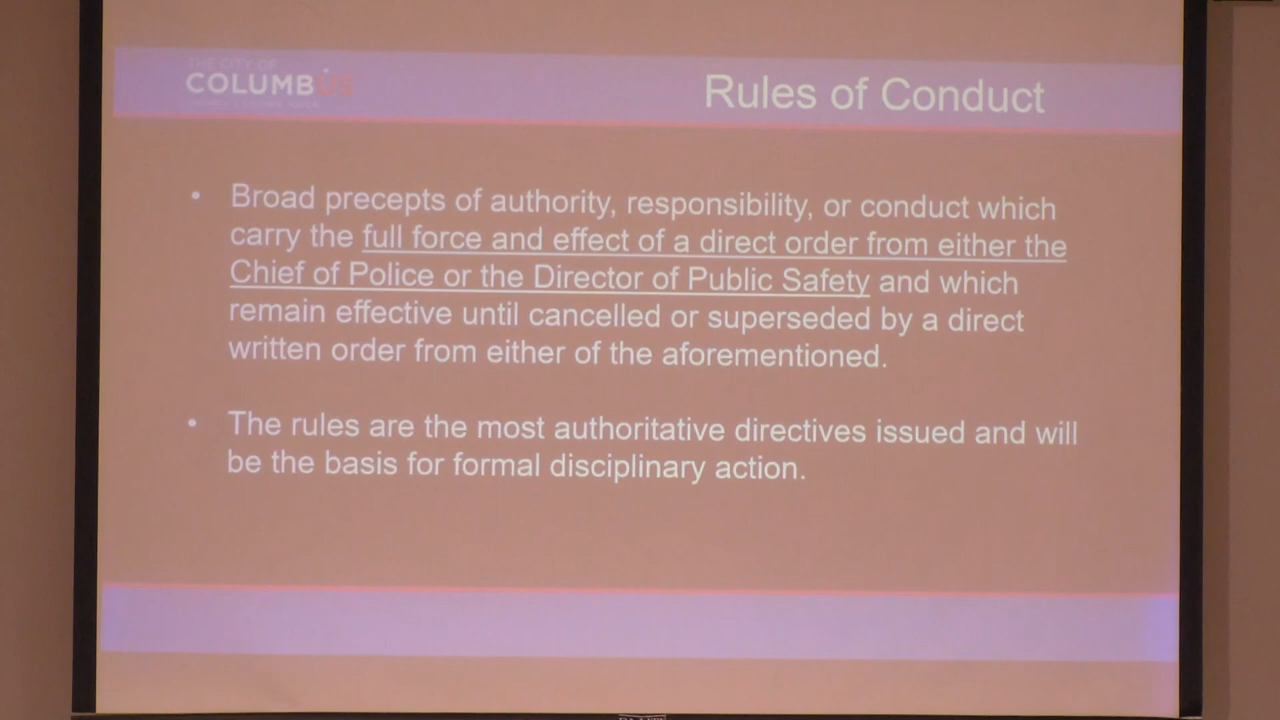 THE CITY OF
COLUMBUS
Rules of Conduct
• Broad precepts of authority, responsibility, or conduct which
carry the full force and effect of a direct order from either the
Chief of Police or the Director of Public Safety and which
remain effective until cancelled or superseded by a direct
written order from either of the aforementioned.
• The rules are the most authoritative directives issued and will
be the basis for formal disciplinary action.